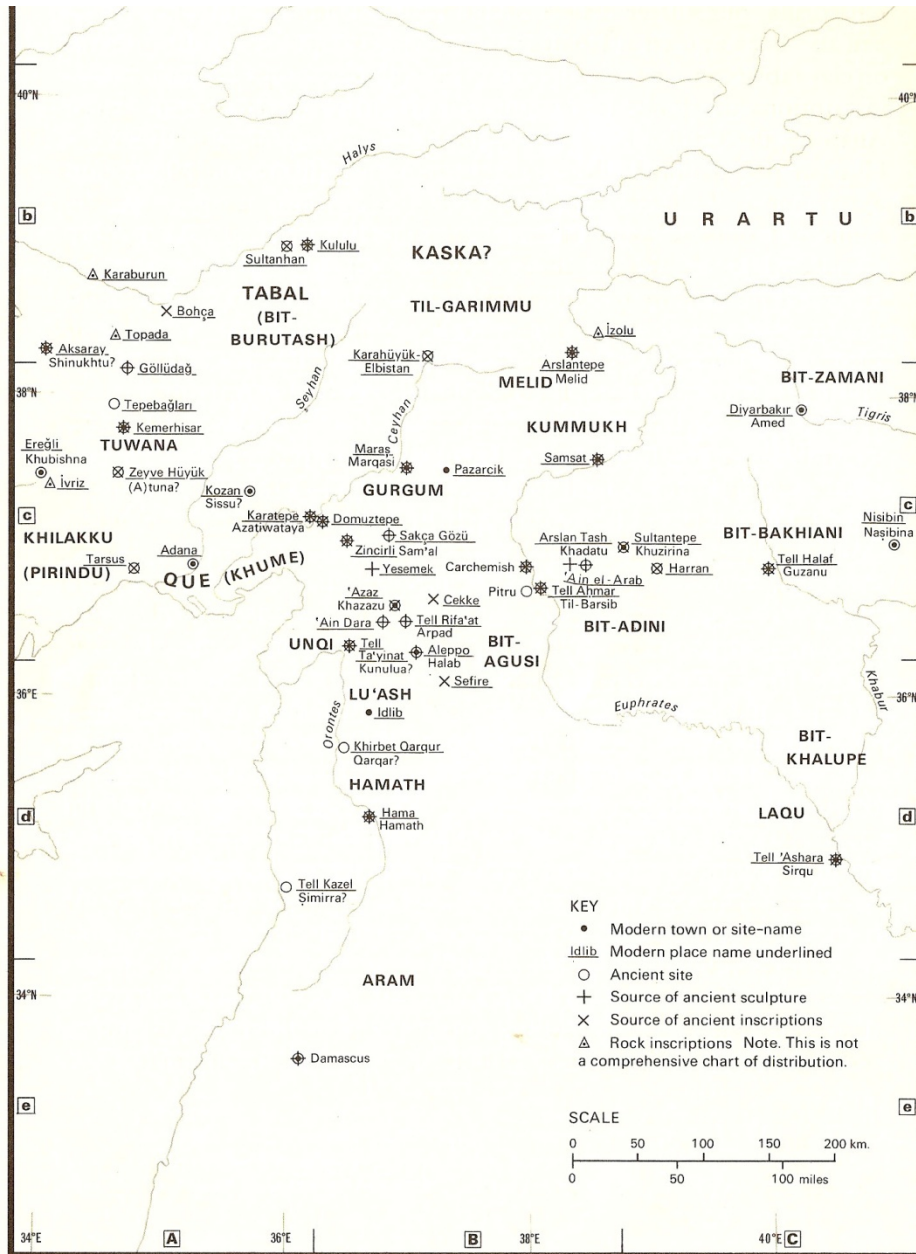 40°N
40°N
Halys
b
b
URARTU
Kululu
Sultanhan
KASKA?
Karaburun
TABAL
(BIT-
BURUTASH)
TIL-GARIMMU
Bohça
Topada
İzolu
Aksaray
Shinukhtu?
Göllüdağ
Karahüyük-
Elbistan
Arslantepe
Melid
MELID
BIT-ZAMANI
38°N
38°N
Seyhan
Ceyhan
Tepebağları
Diyarbakır
Amed
Tigris
Kemerhisar
KUMMUKH
TUWANA
Ereğli
Khubishna
Maraş
Marqasi
Pazarcik
Samsat
Zeyve Hüyük
(A)tuna?
İvriz
Kozan
Sissu?
GURGUM
c
c
Karatepe
Azatiwataya
Domuztepe
Nisibin
Naṣibina
KHILAKKU
(PIRINDU)
Sakça Gözü
Zincirli Sam'al
Arslan Tash
Khadatu
Sultantepe
Khuzirina
BIT-BAKHIANI
Tarsus
Adana
QUE (KHUME)
Yesemek
Carchemish
'Ain el-Arab
Harran
Tell Halaf
Guzanu
Pitru
Tell Ahmar
Til-Barsib
'Azaz
Khazazu
Cekke
'Ain Dara
Tell Rifa'at
Arpad
BIT-ADINI
UNQI
Tell
Ta'yinat
Kunulua?
Aleppo
Halab
BIT-
AGUSI
Sefire
36°E
36°N
LU'ASH
Idlib
Orontes
Euphrates
Khabur
Khirbet Qarqur
Qarqar?
BIT-
KHALUPE
HAMATH
Hama
Hamath
d
LAQU
d
Tell 'Ashara
Sirqu
Tell Kazel
Ṣimirra?
KEY
Modern town or site-name
Idlib Modern place name underlined
Ancient site
Source of ancient sculpture
Source of ancient inscriptions
Rock inscriptions Note. This is not
a comprehensive chart of distribution.
ARAM
34°N
34°N
Damascus
e
e
SCALE
0 50 100 150 200 km.
0 50 100 miles
34°E A 36°E B 38°E 40°E C